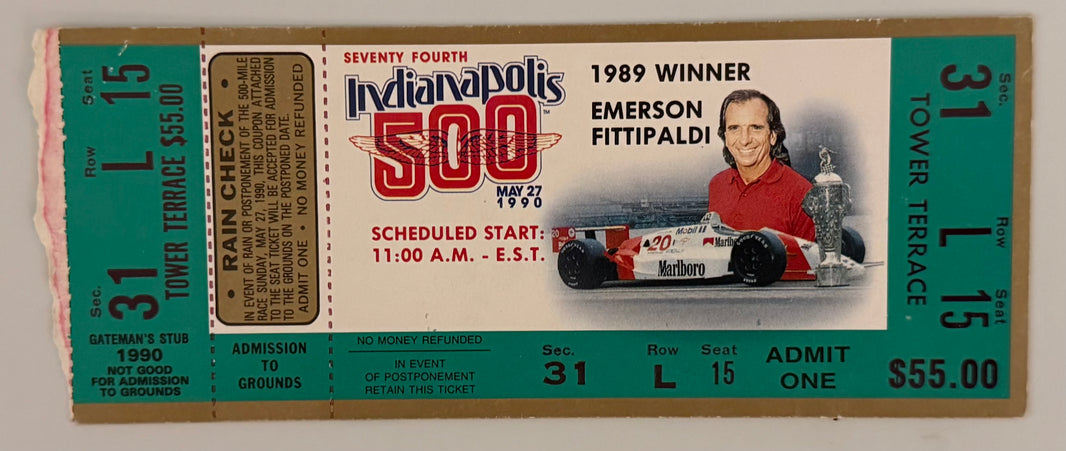 Sec. 31 Row L Seat 15
TOWER TERRACE $55.00
GATEMAN'S STUB
1990
NOT GOOD
FOR ADMISSION
TO GROUNDS
• RAIN CHECK •
IN EVENT OF RAIN OR POSTPONEMENT OF THE 500-MILE
RACE SUNDAY, MAY 27, 1990, THIS COUPON ATTACHED
TO THE SEAT TICKET WILL BE ACCEPTED FOR ADMISSION
TO THE GROUNDS ON THE POSTPONED DATE.
ADMIT ONE • NO MONEY REFUNDED
ADMISSION
TO
GROUNDS
SEVENTY FOURTH
Indianapolis
500
TM
MAY 27
1990
SCHEDULED START:
11:00 A.M. - E.S.T.
1989 WINNER
EMERSON
FITTIPALDI
20
Mobil
Marlboro
Marlb
20
NO MONEY REFUNDED
IN EVENT
OF POSTPONEMENT
RETAIN THIS TICKET
Sec. Row Seat
31 L 15
ADMIT
ONE
$55.00
Sec. 31 Row L Seat 15
TOWER TERRACE